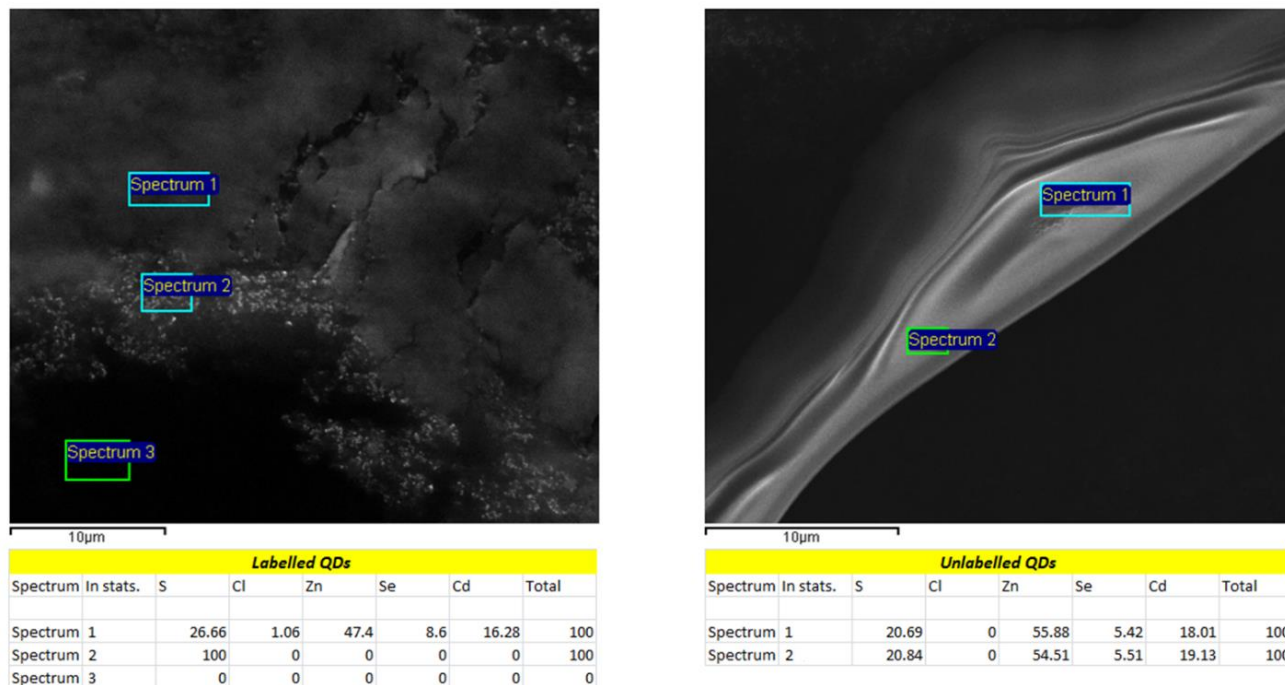 Spectrum 1
Spectrum 2
Spectrum 3
10µm
Labelled QDs
Spectrum In stats. S Cl Zn Se Cd Total
Spectrum 1 26.66 1.06 47.4 8.6 16.28 100
Spectrum 2 100 0 0 0 0 100
Spectrum 3 0 0 0 0 0
Spectrum 1
Spectrum 2
10µm
Unlabelled QDs
Spectrum In stats. S Cl Zn Se Cd Total
Spectrum 1 20.69 0 55.88 5.42 18.01 100
Spectrum 2 20.84 0 54.51 5.51 19.13 100